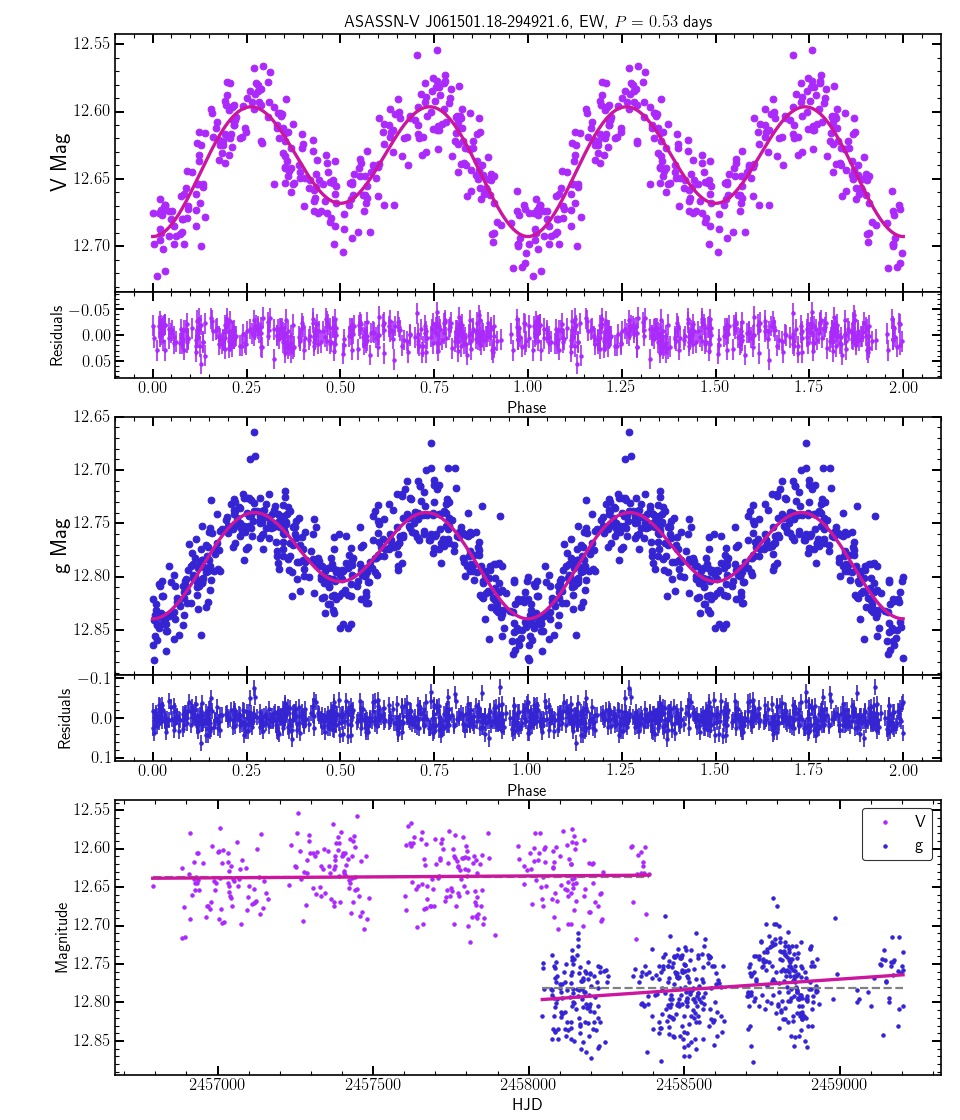 ASASSN-V J061501.18-294921.6, EW, P = 0.53 days
12.55
12.60
12.65
12.70
V Mag
−0.05
0.00
0.05
Residuals
0.00 0.25 0.50 0.75 1.00 1.25 1.50 1.75 2.00
Phase
12.65
12.70
12.75
12.80
12.85
g Mag
−0.1
0.0
0.1
Residuals
0.00 0.25 0.50 0.75 1.00 1.25 1.50 1.75 2.00
Phase
12.55
12.60
12.65
12.70
12.75
12.80
12.85
Magnitude
V
g
2457000 2457500 2458000 2458500 2459000
HJD